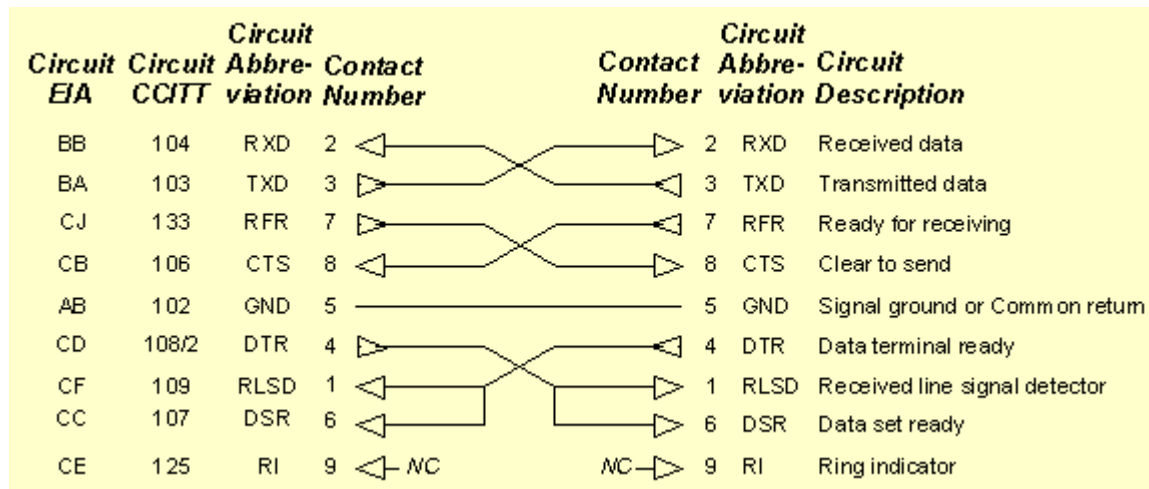 Circuit Circuit
Circuit Circuit Abbre- Contact Contact Abbre- Circuit
EIA CCITT viation Number Number viation Description
BB 104 RXD 2 2 RXD Received data
BA 103 TXD 3 3 TXD Transmitted data
CJ 133 RFR 7 7 RFR Ready for receiving
CB 106 CTS 8 8 CTS Clear to send
AB 102 GND 5 5 GND Signal ground or Common return
CD 108/2 DTR 4 4 DTR Data terminal ready
CF 109 RLSD 1 1 RLSD Received line signal detector
CC 107 DSR 6 6 DSR Data set ready
CE 125 RI 9 NC NC 9 RI Ring indicator